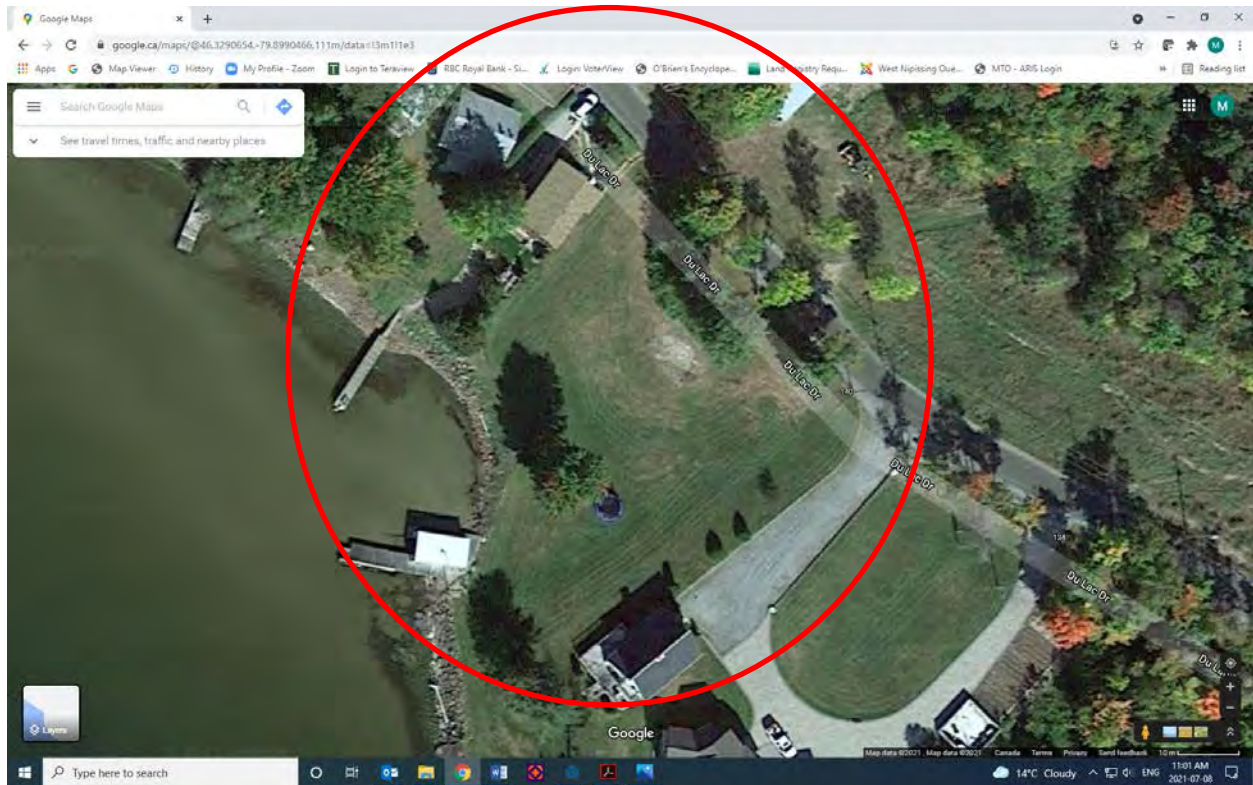 Google Maps
google.ca/maps/@46.3290654,-79.8990466,111m/data=!3m1!1e3
Apps Map Viewer History My Profile - Zoom Login to Teraview RBC Royal Bank - Si... Login: VoterView O'Brien's Encyclope... Land Registry Requ... West Nipissing Oue... MTO - ARIS Login Reading list
M
Search Google Maps
M
See travel times, traffic and nearby places
Du Lac Dr
Du Lac Dr
Du Lac Dr
Du Lac Dr
124
Du Lac Dr
Layers
Google
Map data ©2021, Map data ©2021 Canada Terms Privacy Send feedback 10 m
Type here to search
14°C Cloudy ENG 11:01 AM
2021-07-08